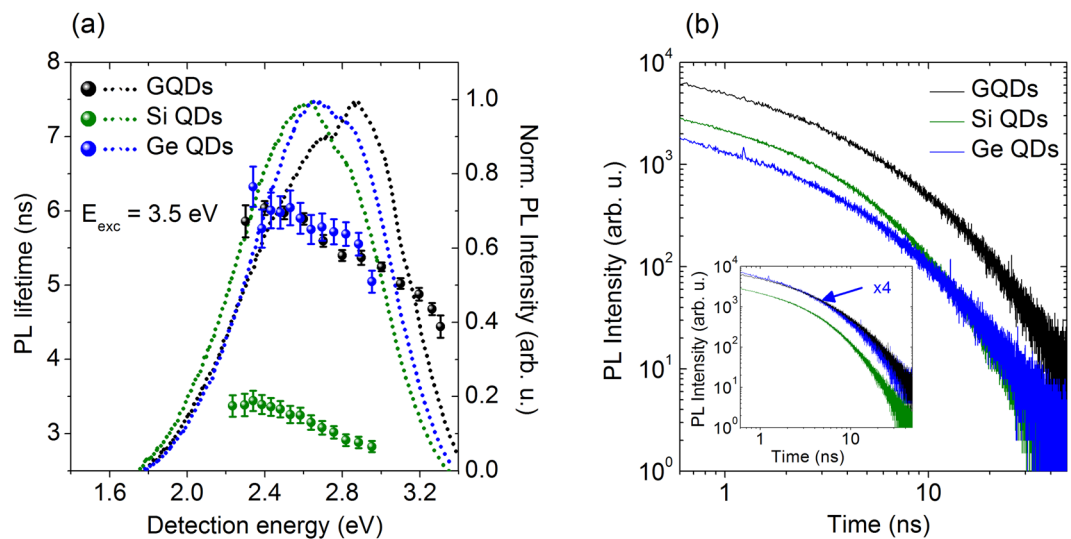 (a)
PL lifetime (ns)
8
7
6
5
4
3
GQDs
Si QDs
Ge QDs
Eexc = 3.5 eV
1.6 2.0 2.4 2.8 3.2
Detection energy (eV)
1.0
0.8
0.6
0.4
0.2
0.0
Norm. PL Intensity (arb. u.)
(b)
PL Intensity (arb. u.)
10^4
10^3
10^2
10^1
10^0
GQDs
Si QDs
Ge QDs
PL Intensity (arb. u.)
10^4
10^3
10^2
10^1
10^0
x4
1 10
Time (ns)
1 10
Time (ns)